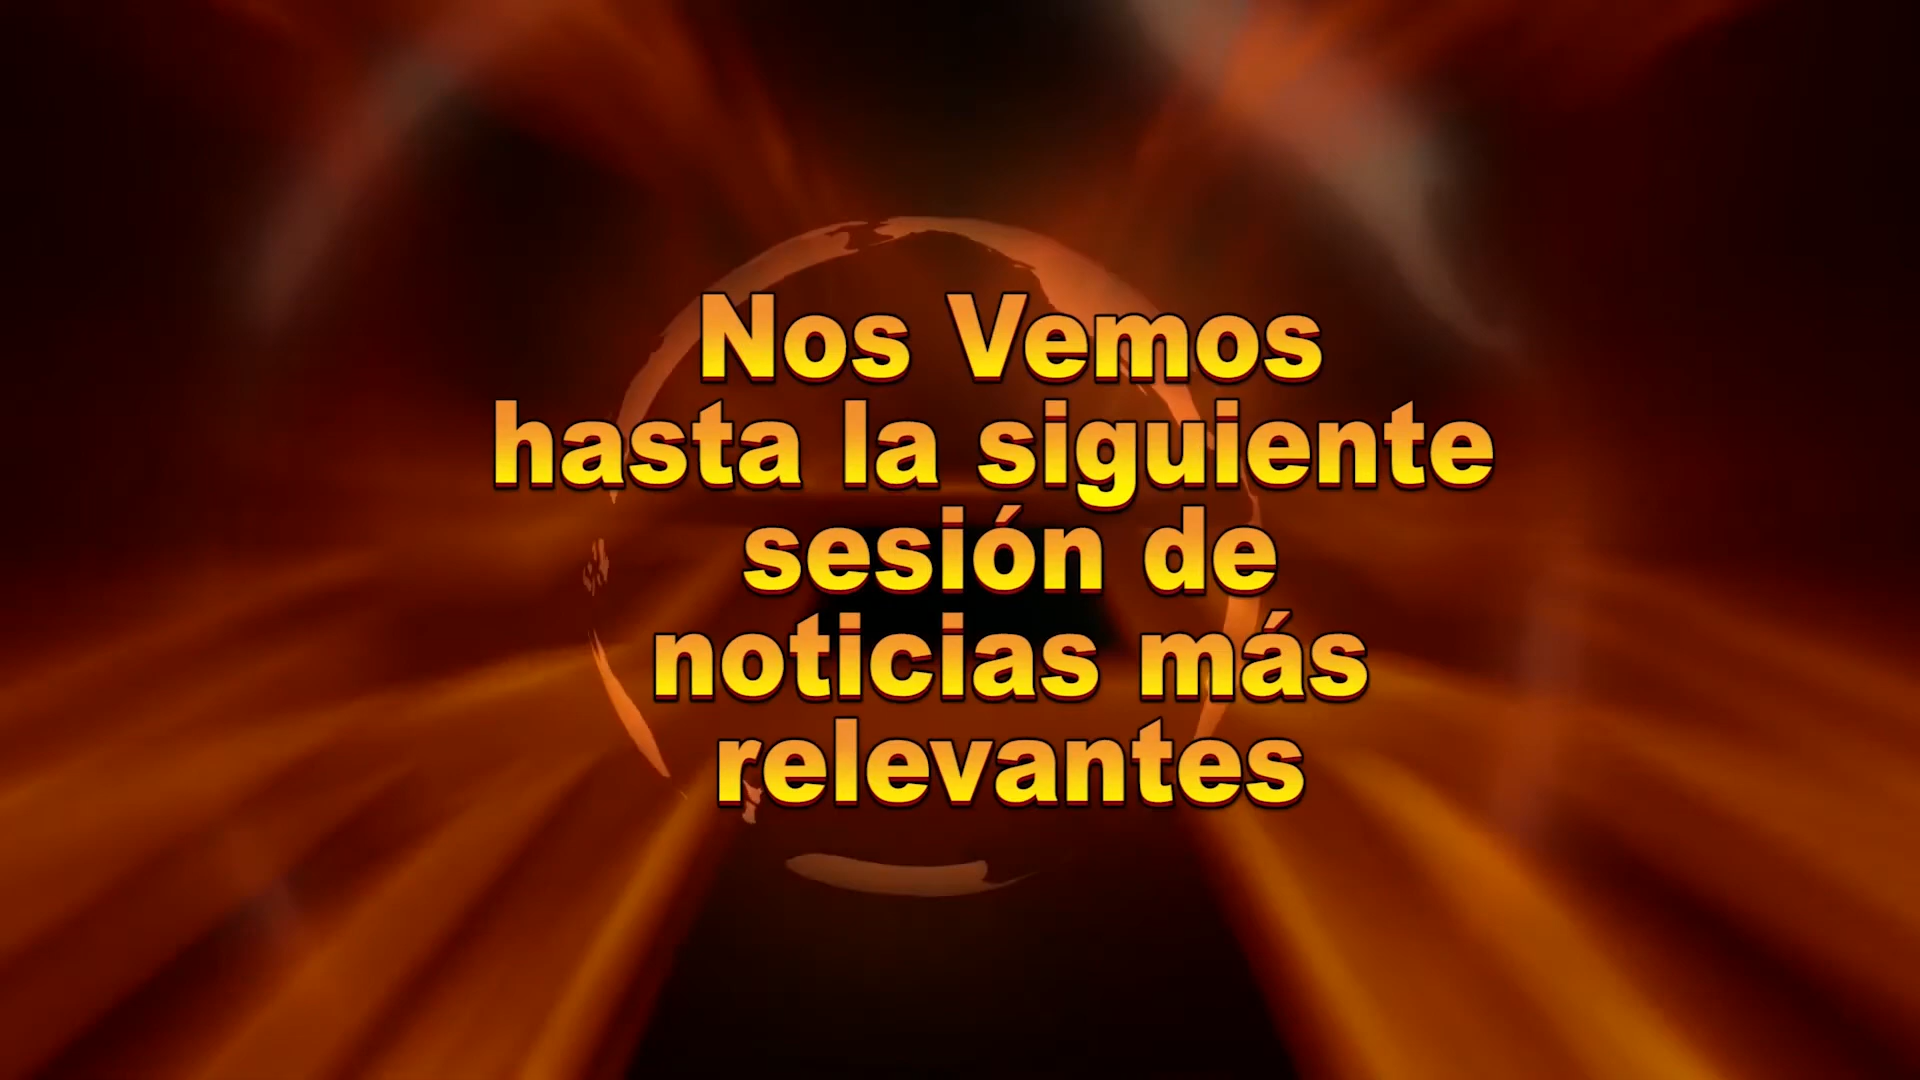 Nos Vemos
hasta la siguiente
sesión de
noticias más
relevantes